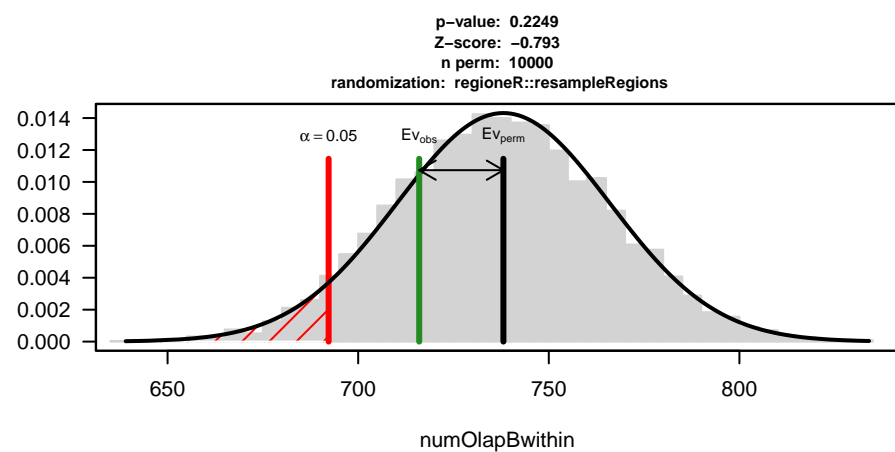 p−value: 0.2249
Z−score: −0.793
n perm: 10000
randomization: regioneR::resampleRegions
0.014
0.012
0.010
0.008
0.006
0.004
0.002
0.000
α = 0.05
Evobs
Evperm
650
700
750
800
numOlapBwithin